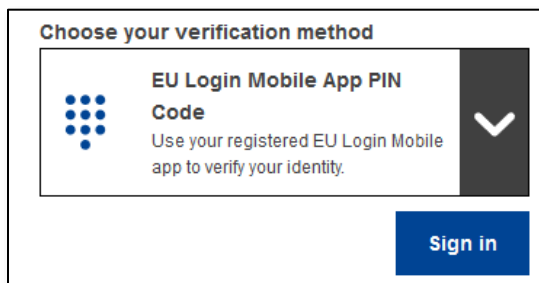 Choose your verification method
EU Login Mobile App PIN
Code
Use your registered EU Login Mobile
app to verify your identity.
Sign in